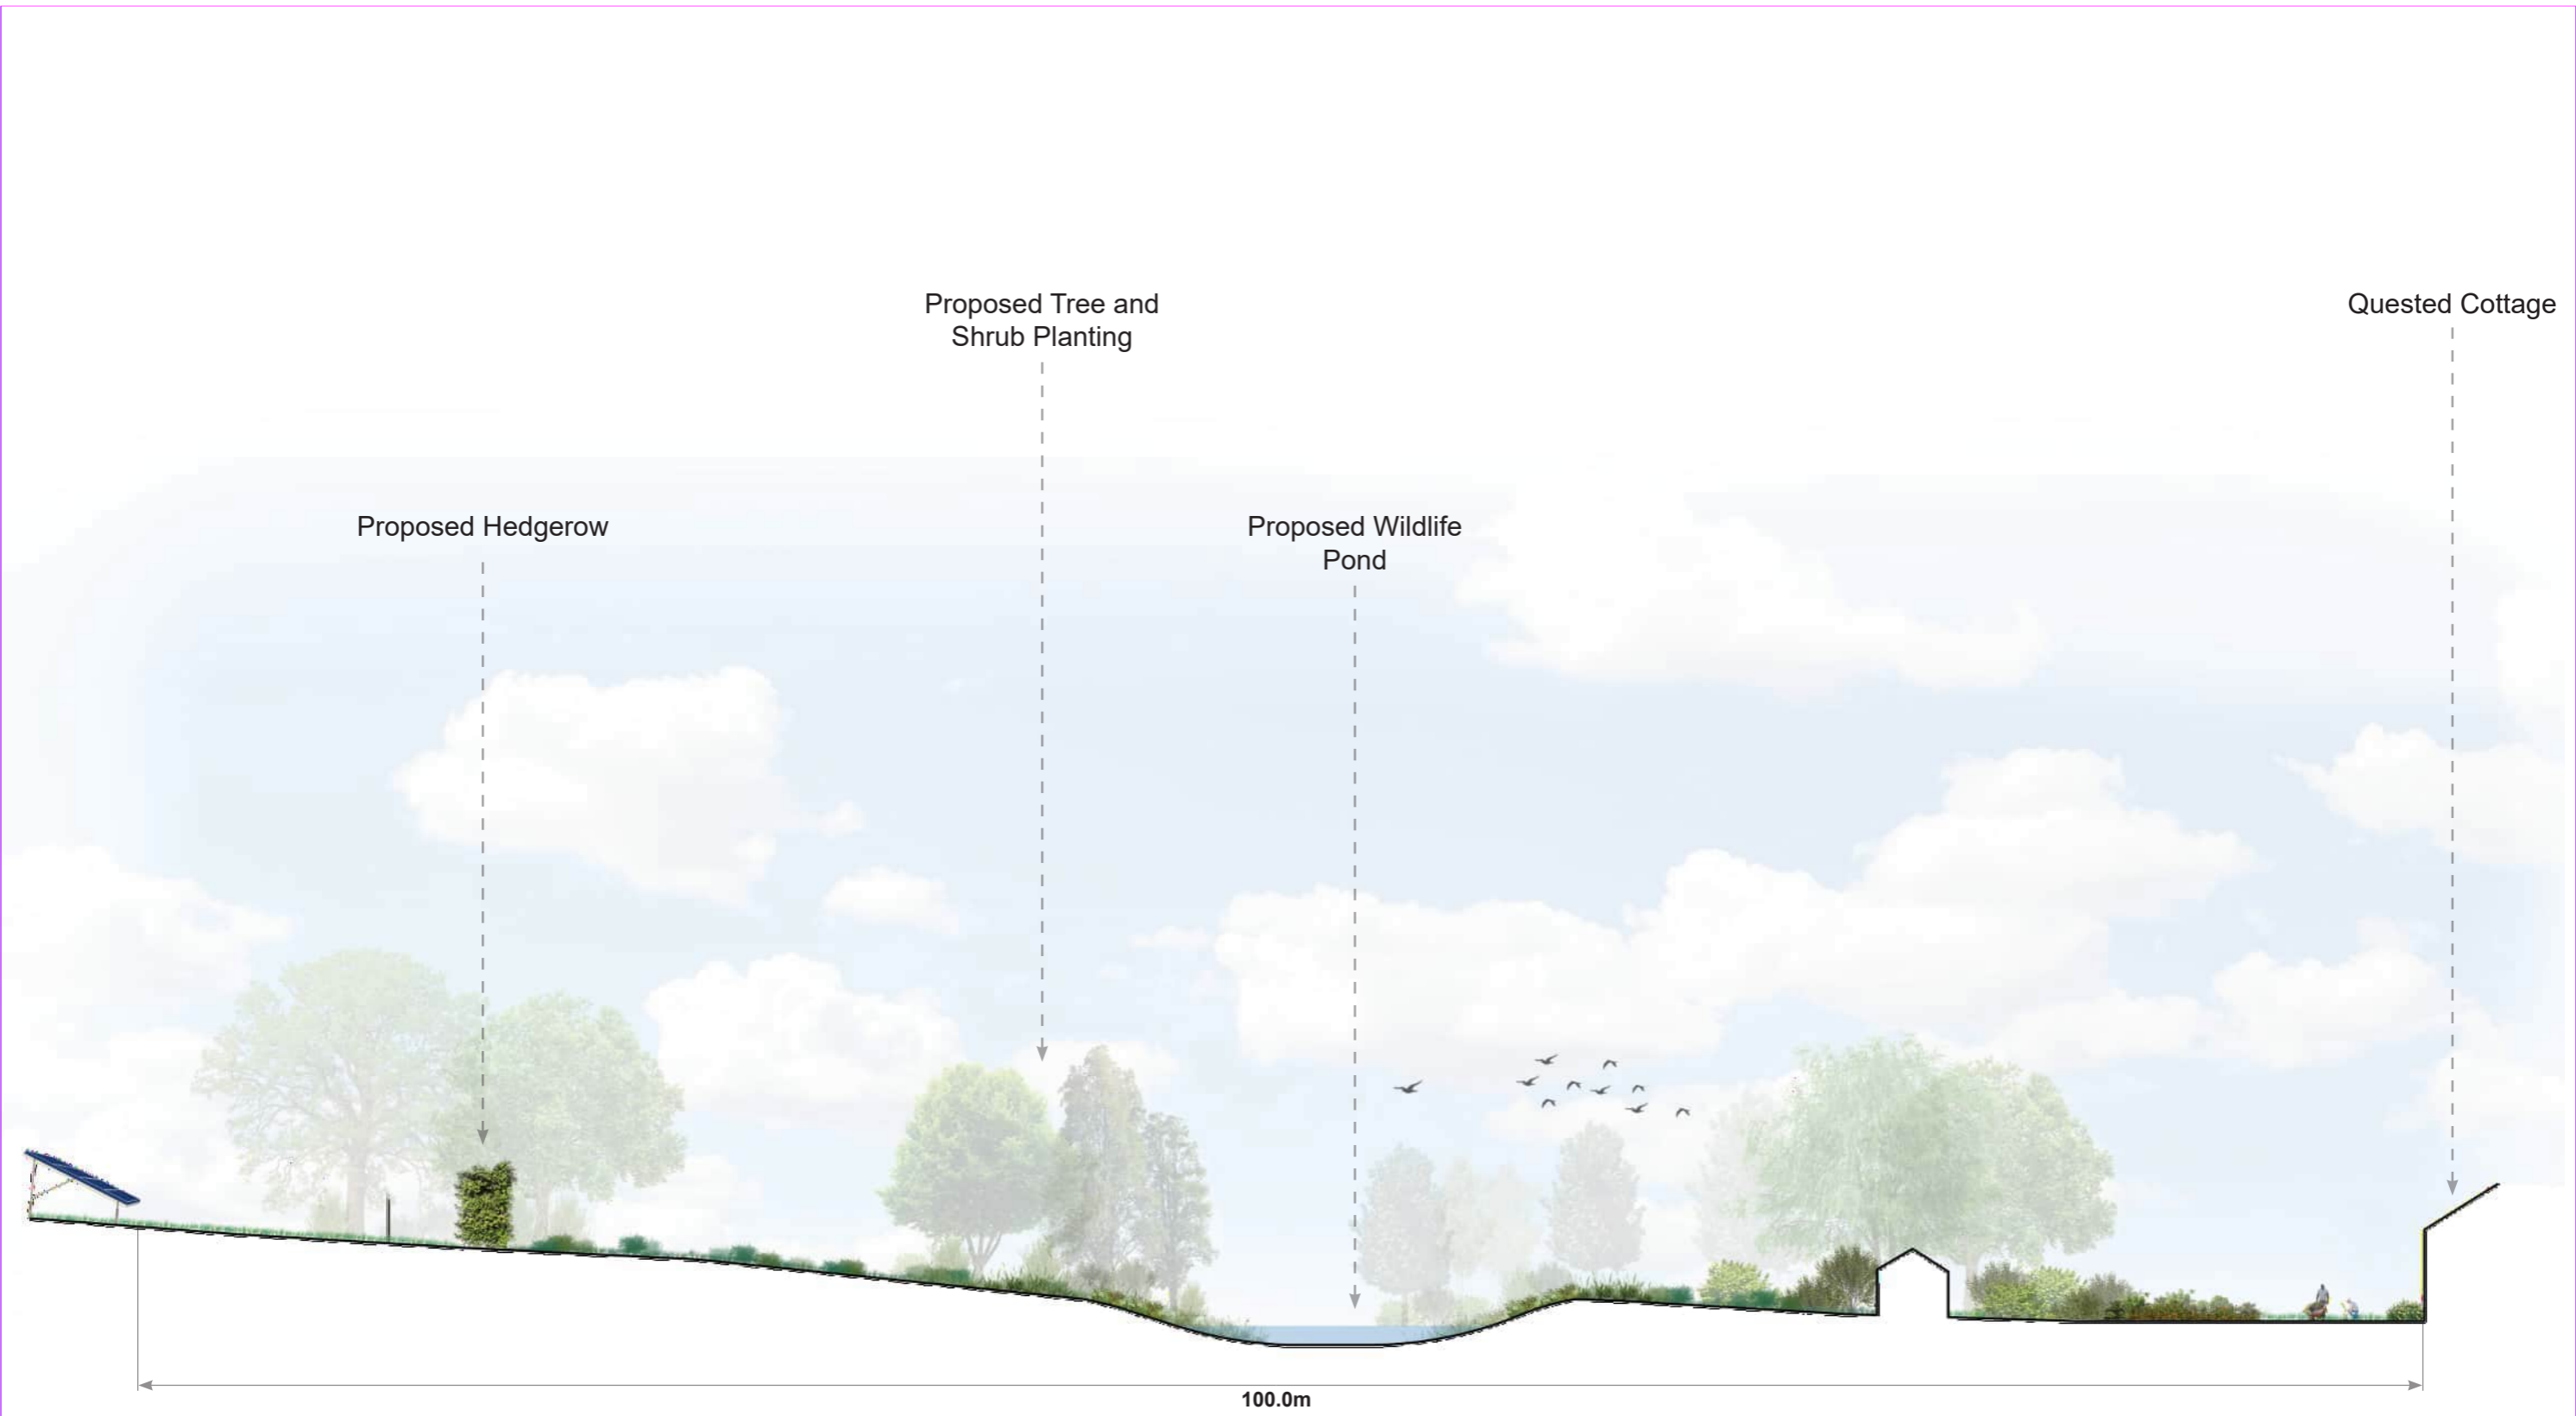 Proposed Tree and
Shrub Planting
Quested Cottage
Proposed Hedgerow
Proposed Wildlife
Pond
100.0m